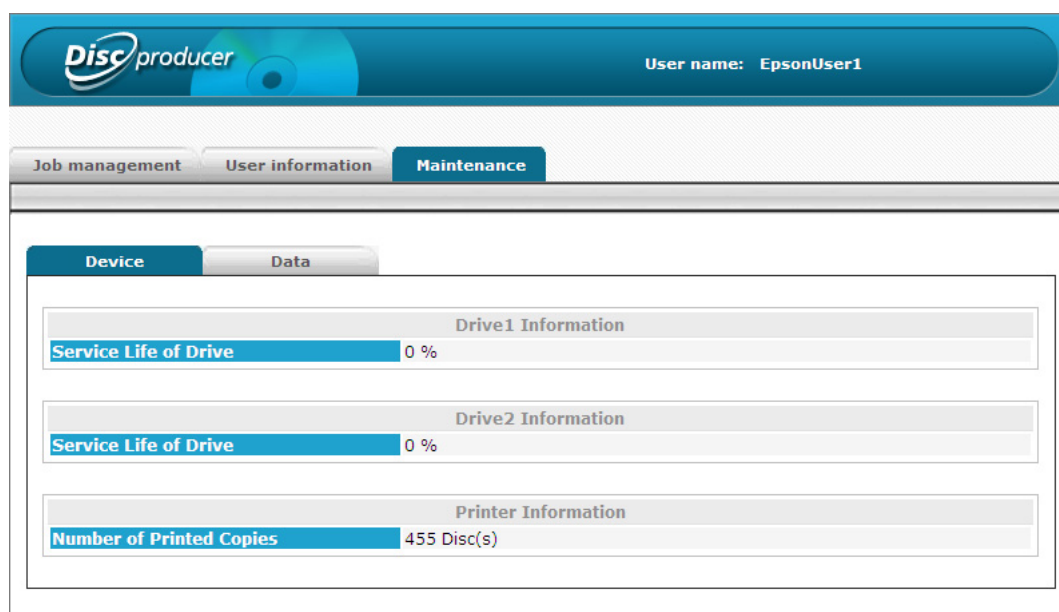 Disc producer
User name: EpsonUser1
Job management User information Maintenance
Device Data
Drive1 Information
Service Life of Drive 0 %
Drive2 Information
Service Life of Drive 0 %
Printer Information
Number of Printed Copies 455 Disc(s)